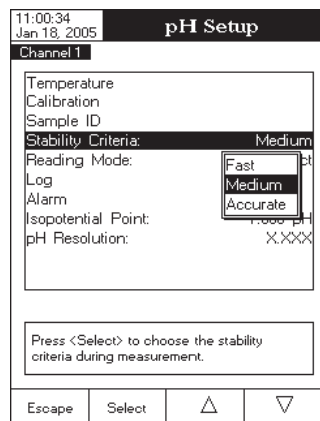 11:00:34
Jan 18, 2005
pH Setup
Channel 1
Temperature
Calibration
Sample ID
Stability Criteria: Medium
Reading Mode: ct
Fast
Log
Medium
Alarm
Accurate
Isopotential Point: pH
pH Resolution: X.XXX
Press <Select> to choose the stability
criteria during measurement.
Escape Select △ ▽